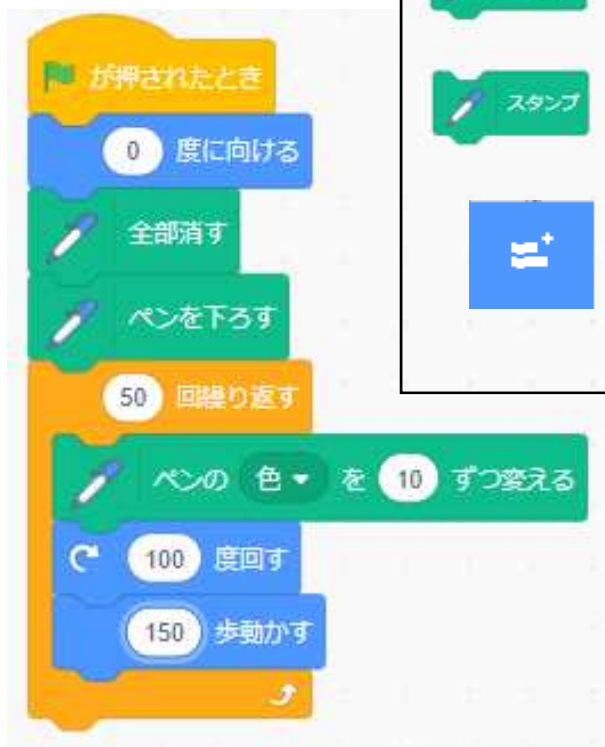 が押されたとき
0 度に向ける
全部消す
ペンを下ろす
50 回繰り返す
ペンの 色 を 10 ずつ変える
100 度回す
150 歩動かす
スタンプ